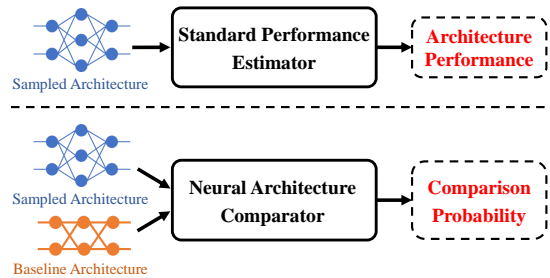 Standard Performance
Estimator
Architecture
Performance
Sampled Architecture
Sampled Architecture
Neural Architecture
Comparator
Comparison
Probability
Baseline Architecture